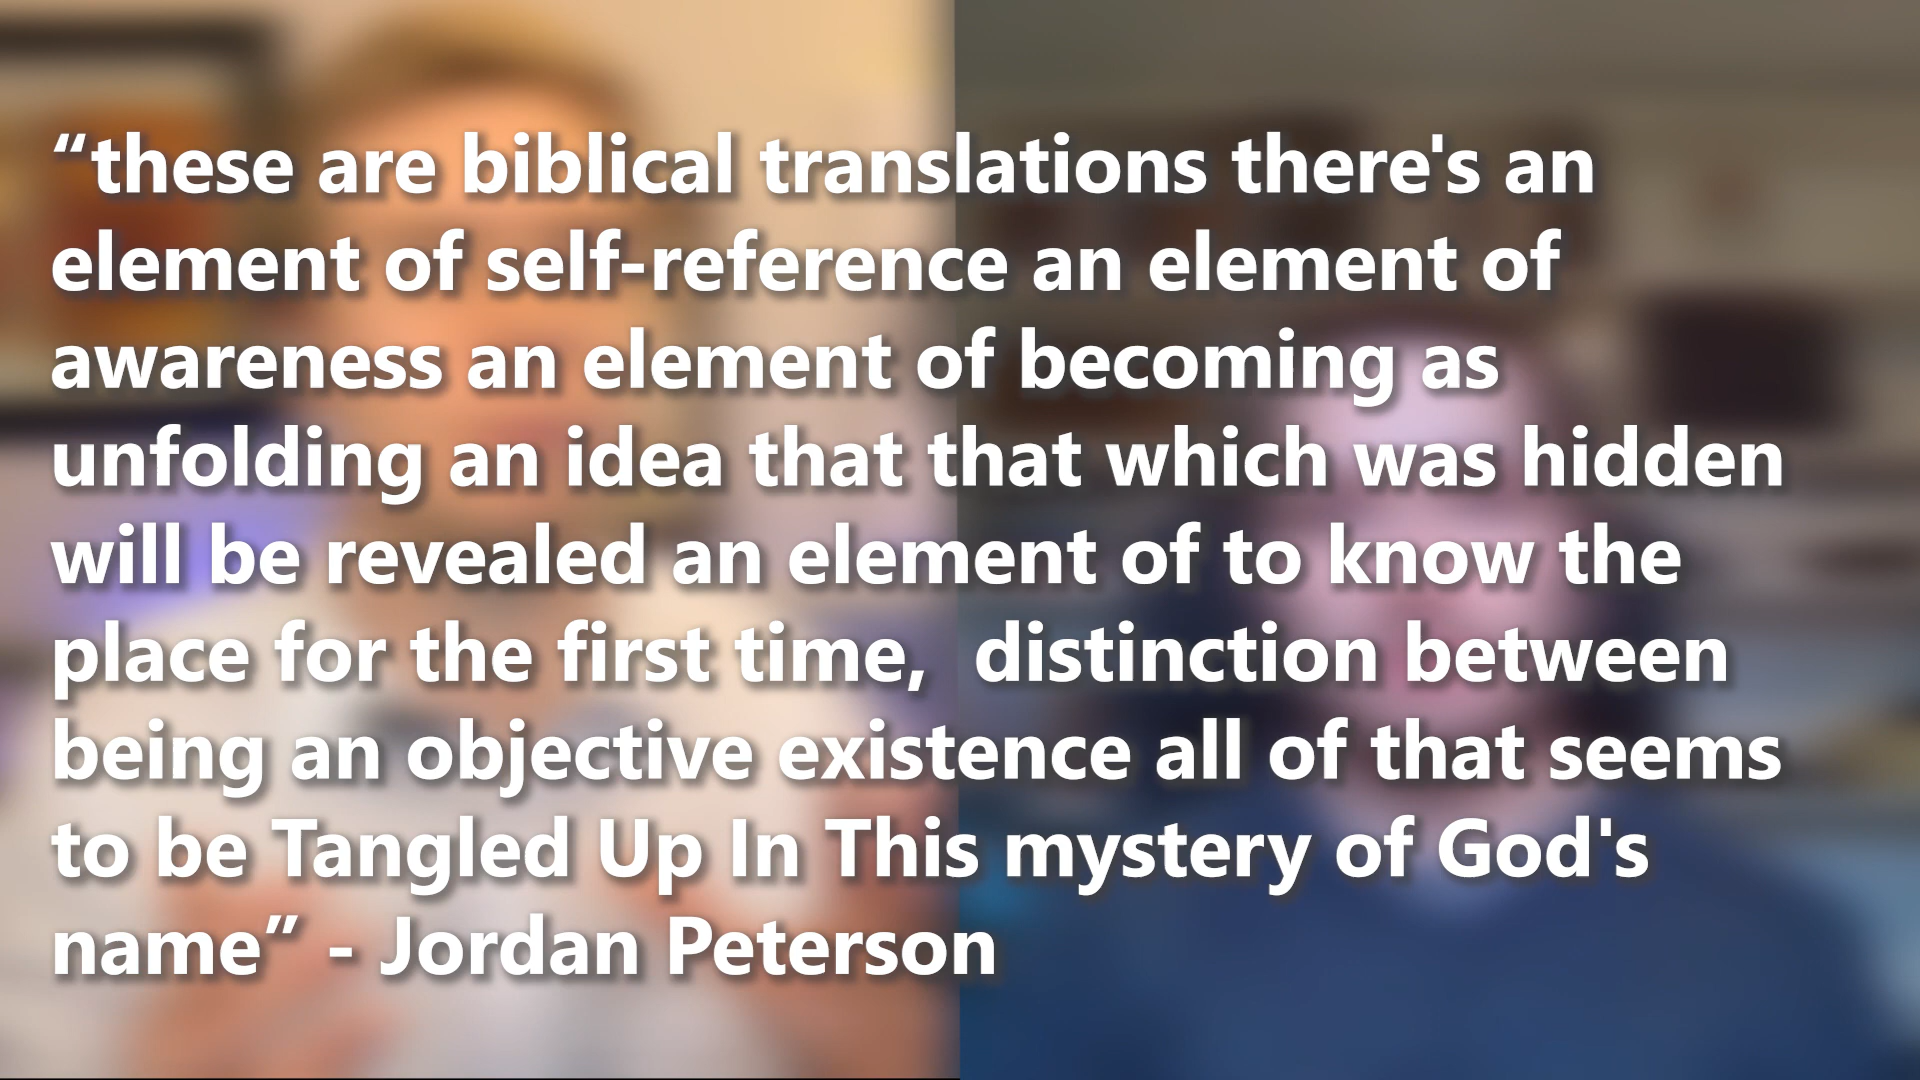 “these are biblical translations there's an
element of self-reference an element of
awareness an element of becoming as
unfolding an idea that that which was hidden
will be revealed an element of to know the
place for the first time,  distinction between
being an objective existence all of that seems
to be Tangled Up In This mystery of God's
name” - Jordan Peterson